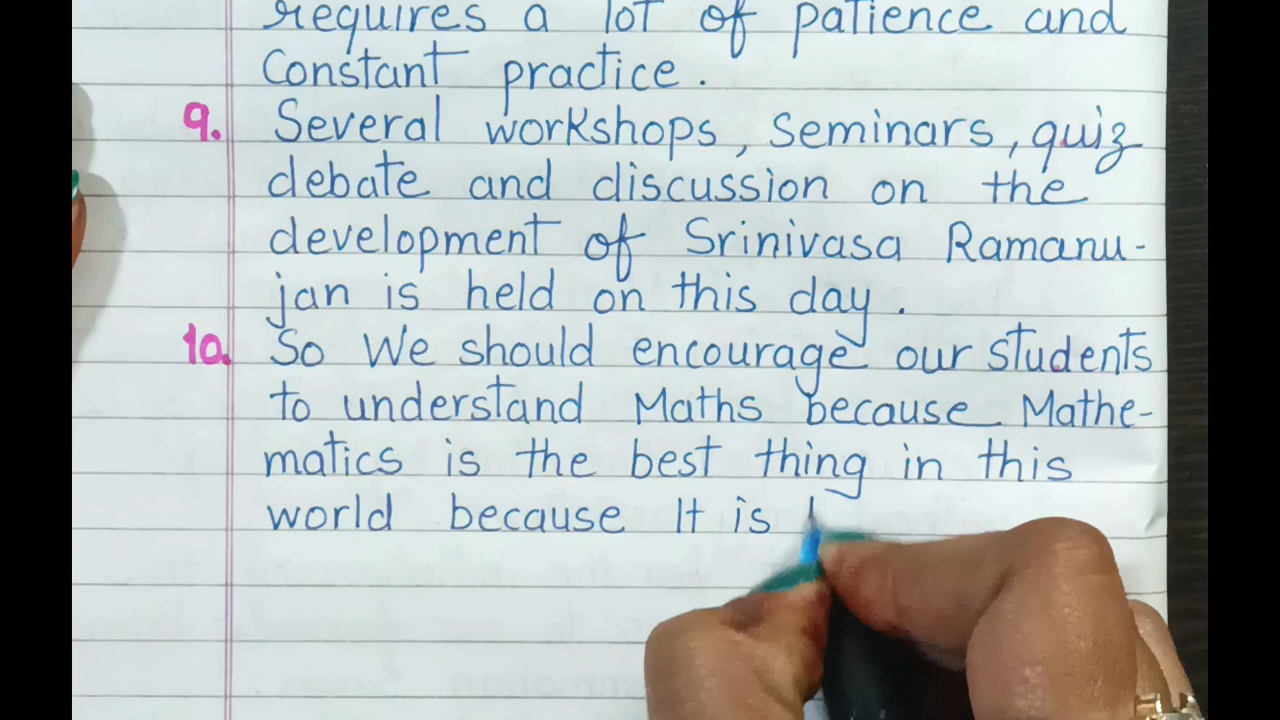 requires a lot of patience and
Constant practice.
9. Several workshops, seminars, quiz
debate and discussion on the
development of Srinivasa Ramanu-
jan is held on this day.
10. So We should encourage our students
to understand Maths because Mathe-
matics is the best thing in this
world because It is